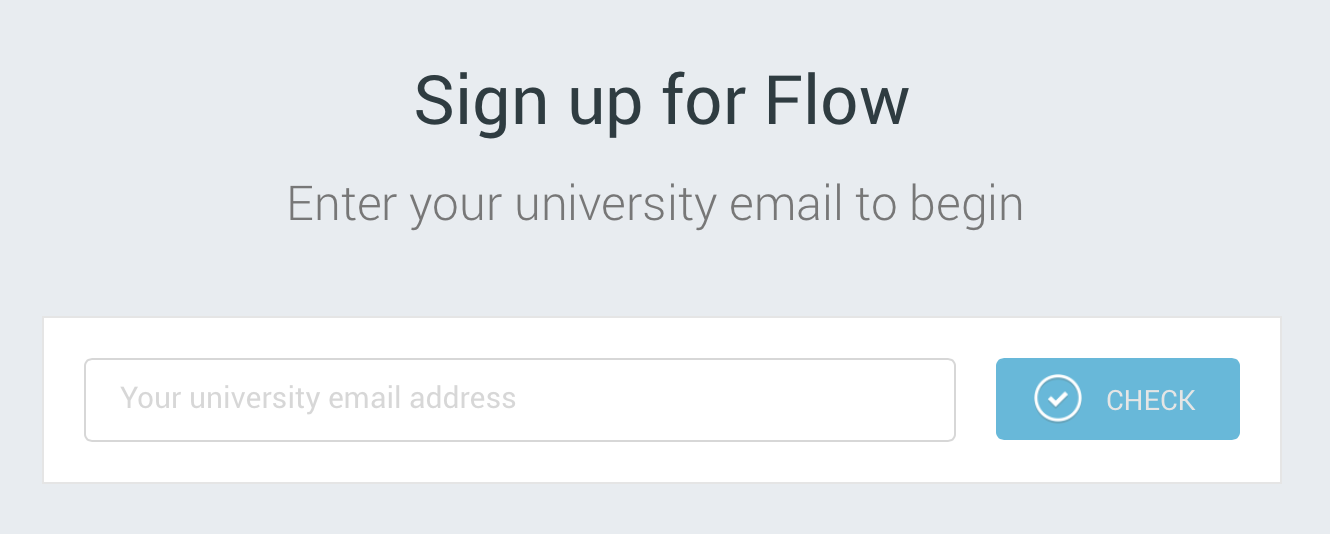 Sign up for Flow
Enter your university email to begin
Your university email address
CHECK